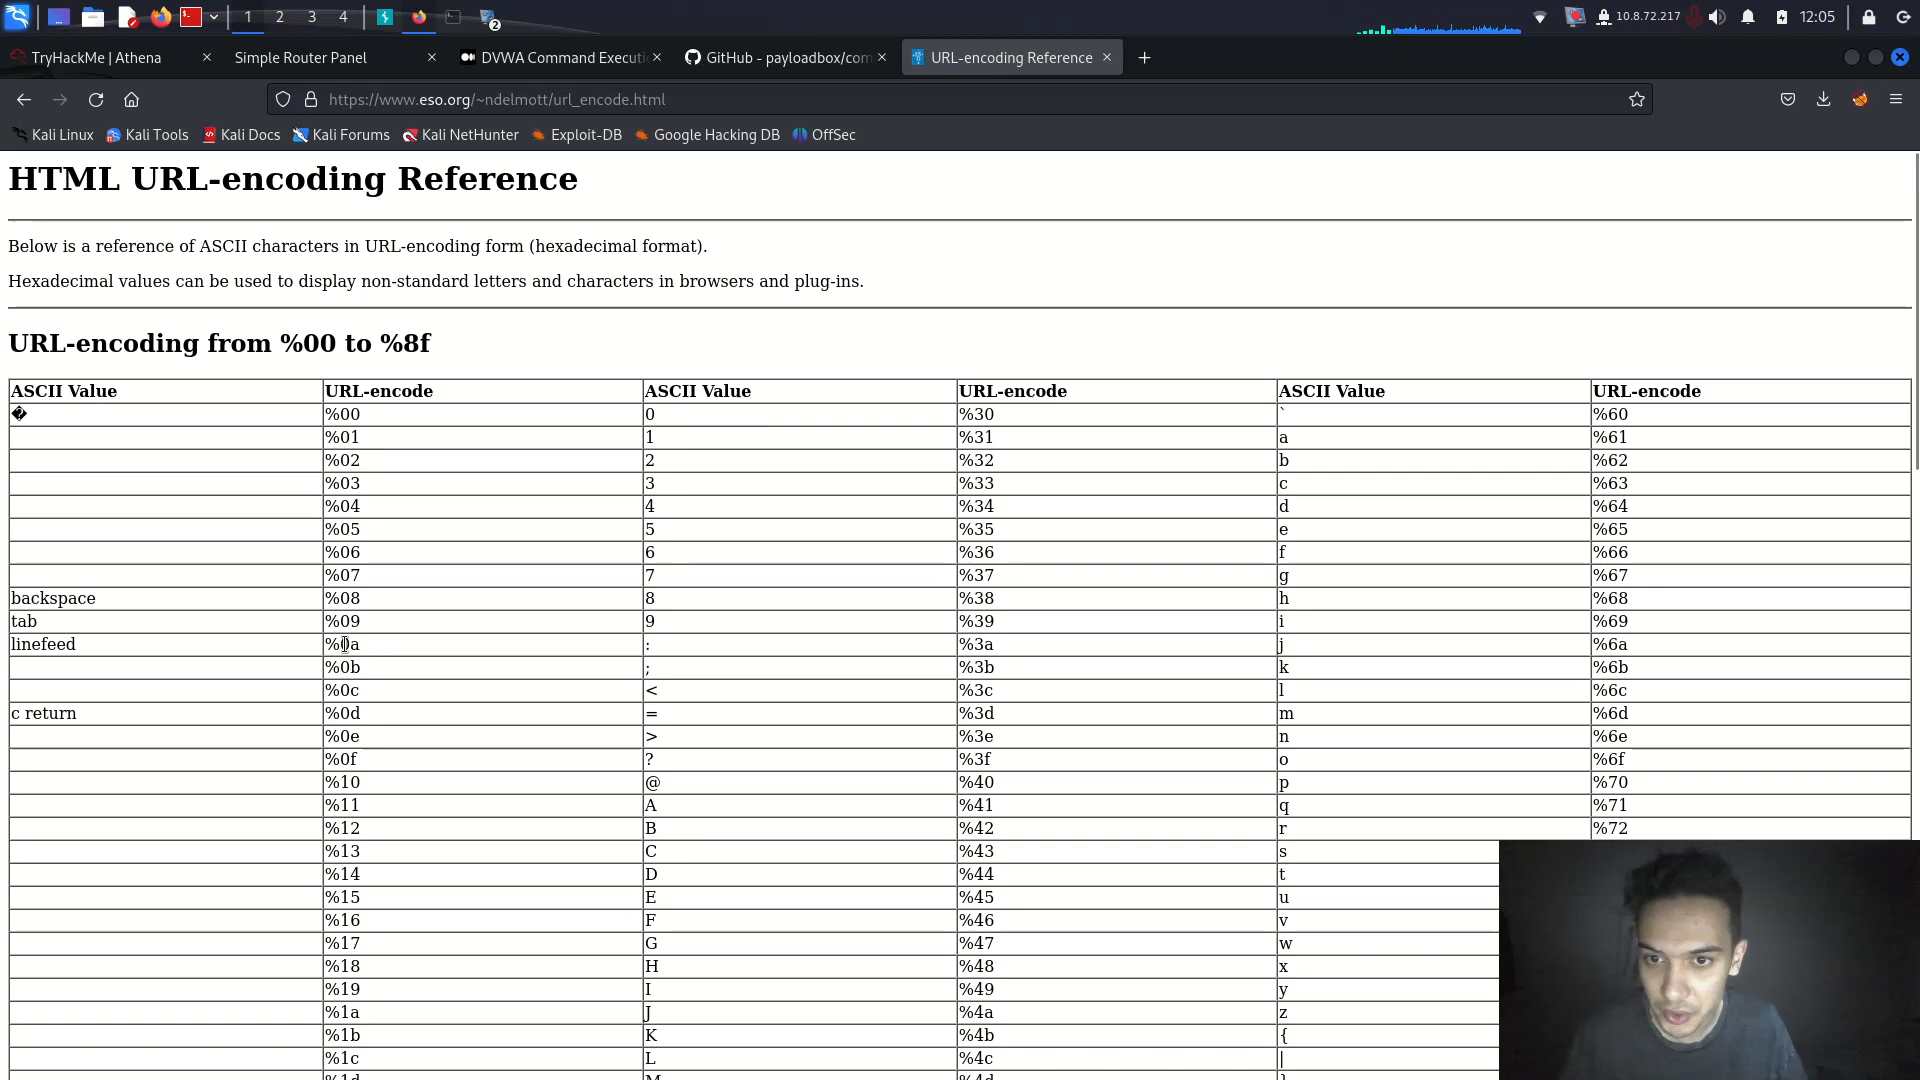 1 2 3 4 2 10.8.72.217 12:05
TryHackMe | Athena Simple Router Panel DVWA Command Executi GitHub - payloadbox/com URL-encoding Reference
https://www.eso.org/~ndelmott/url_encode.html
Kali Linux Kali Tools Kali Docs Kali Forums Kali NetHunter Exploit-DB Google Hacking DB OffSec
HTML URL-encoding Reference
Below is a reference of ASCII characters in URL-encoding form (hexadecimal format).
Hexadecimal values can be used to display non-standard letters and characters in browsers and plug-ins.
URL-encoding from %00 to %8f
ASCII Value URL-encode ASCII Value URL-encode ASCII Value URL-encode
� %00 0 %30 ` %60
%01 1 %31 a %61
%02 2 %32 b %62
%03 3 %33 c %63
%04 4 %34 d %64
%05 5 %35 e %65
%06 6 %36 f %66
%07 7 %37 g %67
backspace %08 8 %38 h %68
tab %09 9 %39 i %69
linefeed %0a : %3a j %6a
%0b ; %3b k %6b
%0c < %3c l %6c
c return %0d = %3d m %6d
%0e > %3e n %6e
%0f ? %3f o %6f
%10 @ %40 p %70
%11 A %41 q %71
%12 B %42 r %72
%13 C %43 s
%14 D %44 t
%15 E %45 u
%16 F %46 v
%17 G %47 w
%18 H %48 x
%19 I %49 y
%1a J %4a z
%1b K %4b {
%1c L %4c |
%1d M %4d }